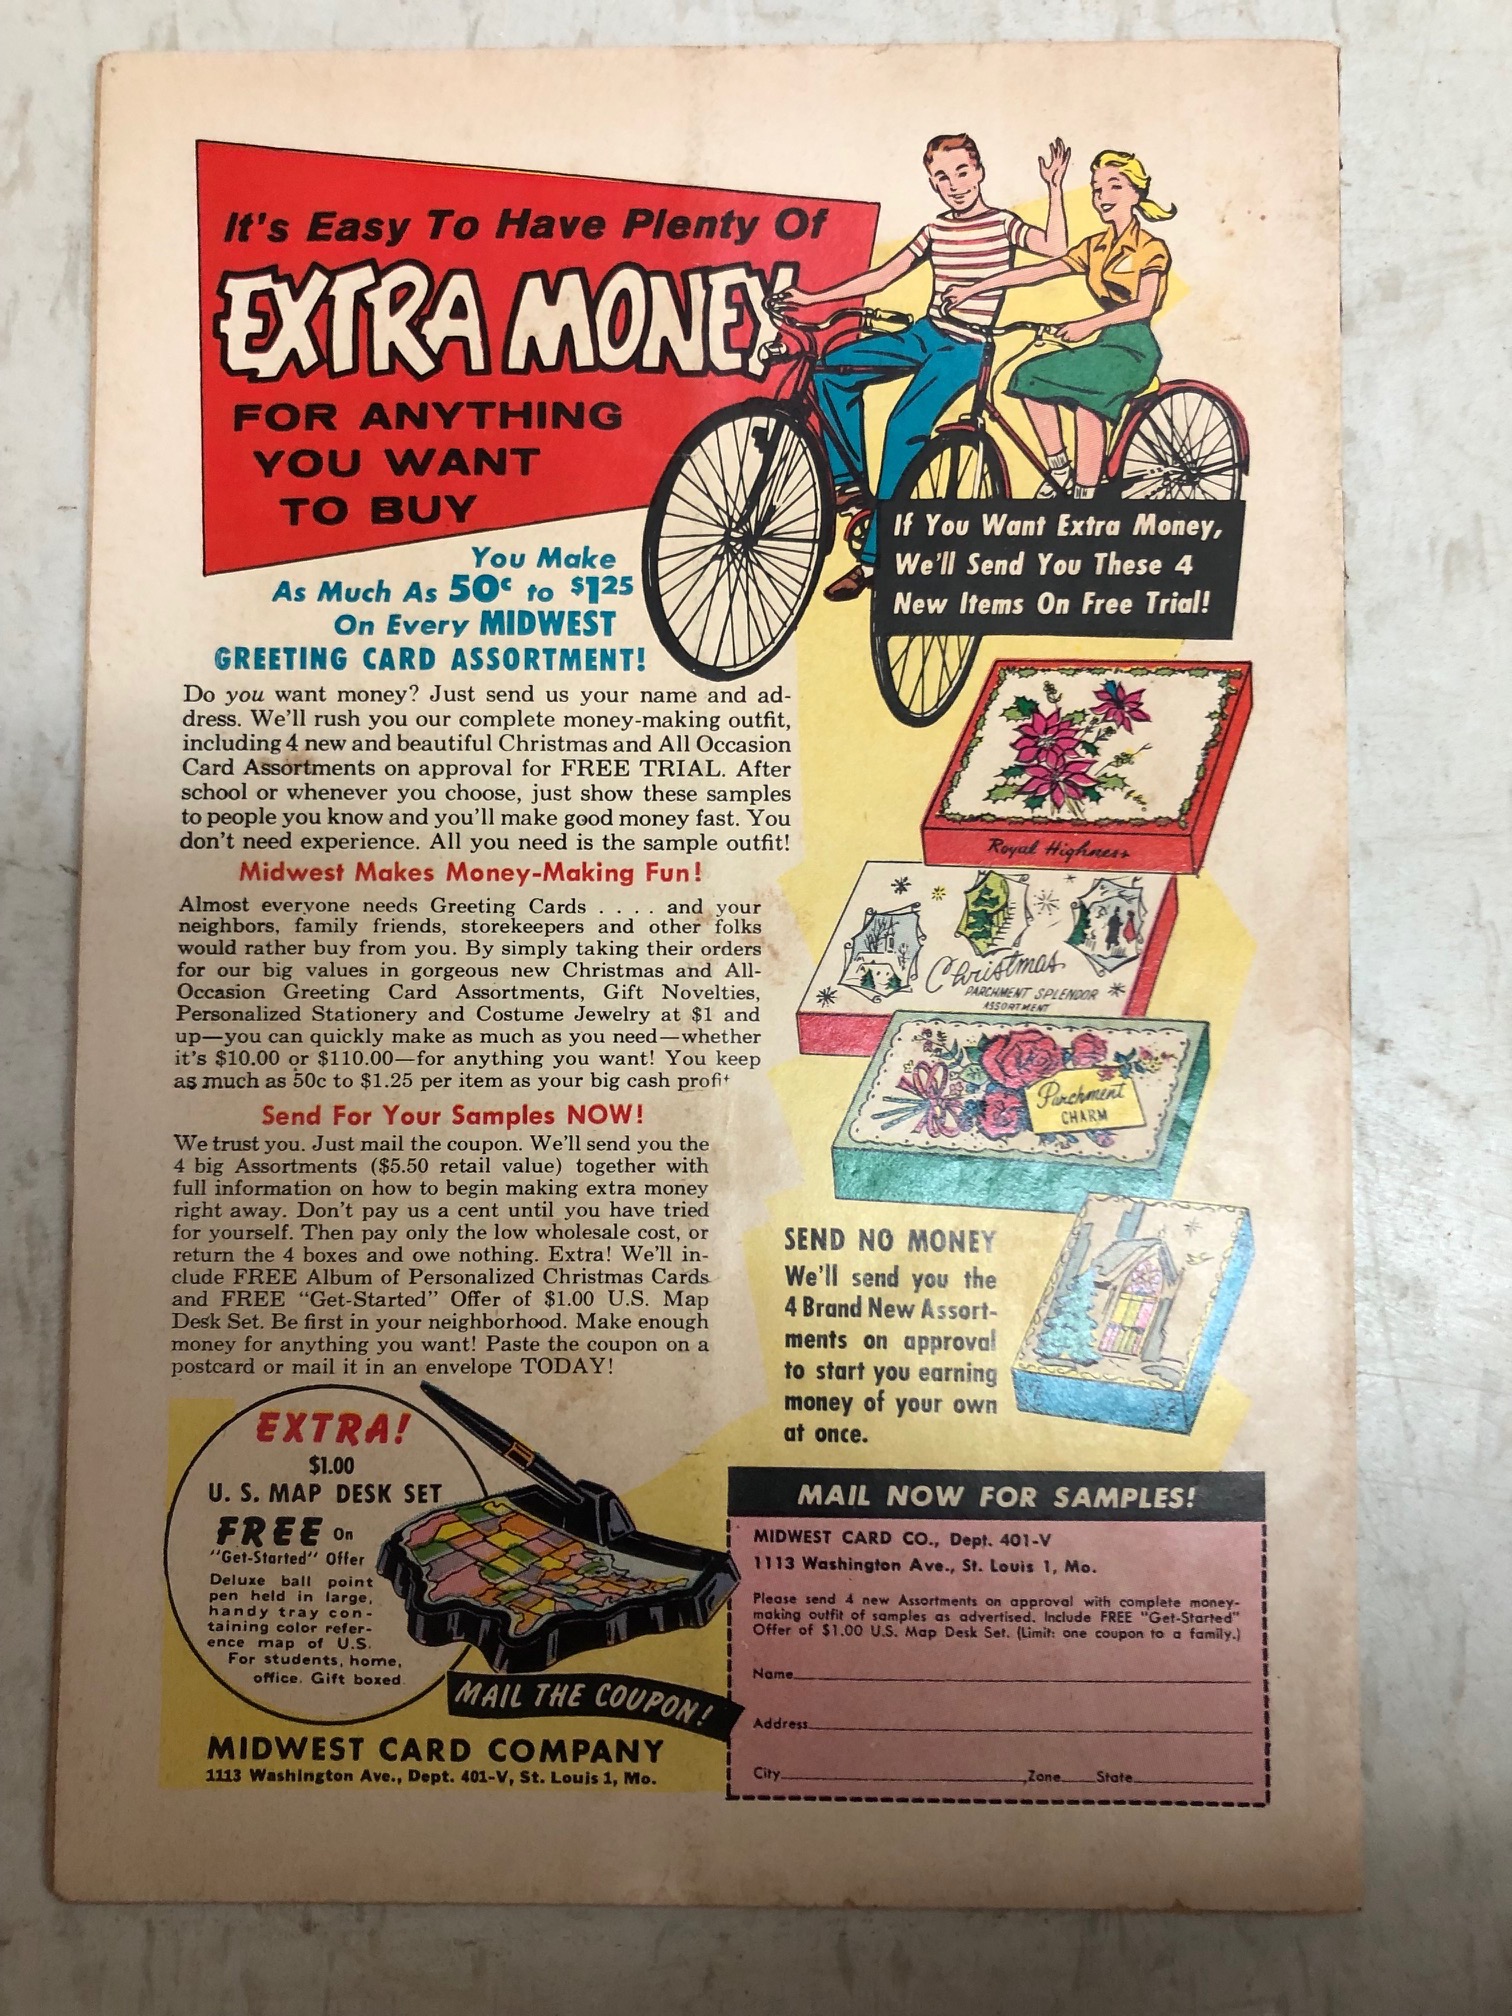 It's Easy To Have Plenty Of
EXTRA MONEY
FOR ANYTHING
YOU WANT
TO BUY
You Make
As Much As 50c to $1.25
On Every MIDWEST
GREETING CARD ASSORTMENT!
Do you want money? Just send us your name and ad-
dress. We'll rush you our complete money-making outfit,
including 4 new and beautiful Christmas and All Occasion
Card Assortments on approval for FREE TRIAL. After
school or whenever you choose, just show these samples
to people you know and you'll make good money fast. You
don't need experience. All you need is the sample outfit!
Midwest Makes Money-Making Fun!
Almost everyone needs Greeting Cards . . . . and your
neighbors, family friends, storekeepers and other folks
would rather buy from you. By simply taking their orders
for our big values in gorgeous new Christmas and All-
Occasion Greeting Card Assortments, Gift Novelties,
Personalized Stationery and Costume Jewelry at $1 and
up—you can quickly make as much as you need—whether
it's $10.00 or $110.00—for anything you want! You keep
as much as 50c to $1.25 per item as your big cash profit
Send For Your Samples NOW!
We trust you. Just mail the coupon. We'll send you the
4 big Assortments ($5.50 retail value) together with
full information on how to begin making extra money
right away. Don't pay us a cent until you have tried
for yourself. Then pay only the low wholesale cost, or
return the 4 boxes and owe nothing. Extra! We'll in-
clude FREE Album of Personalized Christmas Cards
and FREE "Get-Started" Offer of $1.00 U.S. Map
Desk Set. Be first in your neighborhood. Make enough
money for anything you want! Paste the coupon on a
postcard or mail it in an envelope TODAY!
If You Want Extra Money,
We'll Send You These 4
New Items On Free Trial!
Royal Highness
Christmas
PARCHMENT SPLENDOR
ASSORTMENT
Parchment
CHARM
SEND NO MONEY
We'll send you the
4 Brand New Assort-
ments on approval
to start you earning
money of your own
at once.
EXTRA!
$1.00
U. S. MAP DESK SET
FREE On
"Get-Started" Offer
Deluxe ball point
pen held in large,
handy tray con-
taining color refer-
ence map of U.S.
For students, home,
office. Gift boxed.
MAIL THE COUPON!
MIDWEST CARD COMPANY
1113 Washington Ave., Dept. 401-V, St. Louis 1, Mo.
MAIL NOW FOR SAMPLES!
MIDWEST CARD CO., Dept. 401-V
1113 Washington Ave., St. Louis 1, Mo.
Please send 4 new Assortments on approval with complete money-
making outfit of samples as advertised. Include FREE "Get-Started"
Offer of $1.00 U.S. Map Desk Set. (Limit: one coupon to a family.)
Name
Address
City Zone State